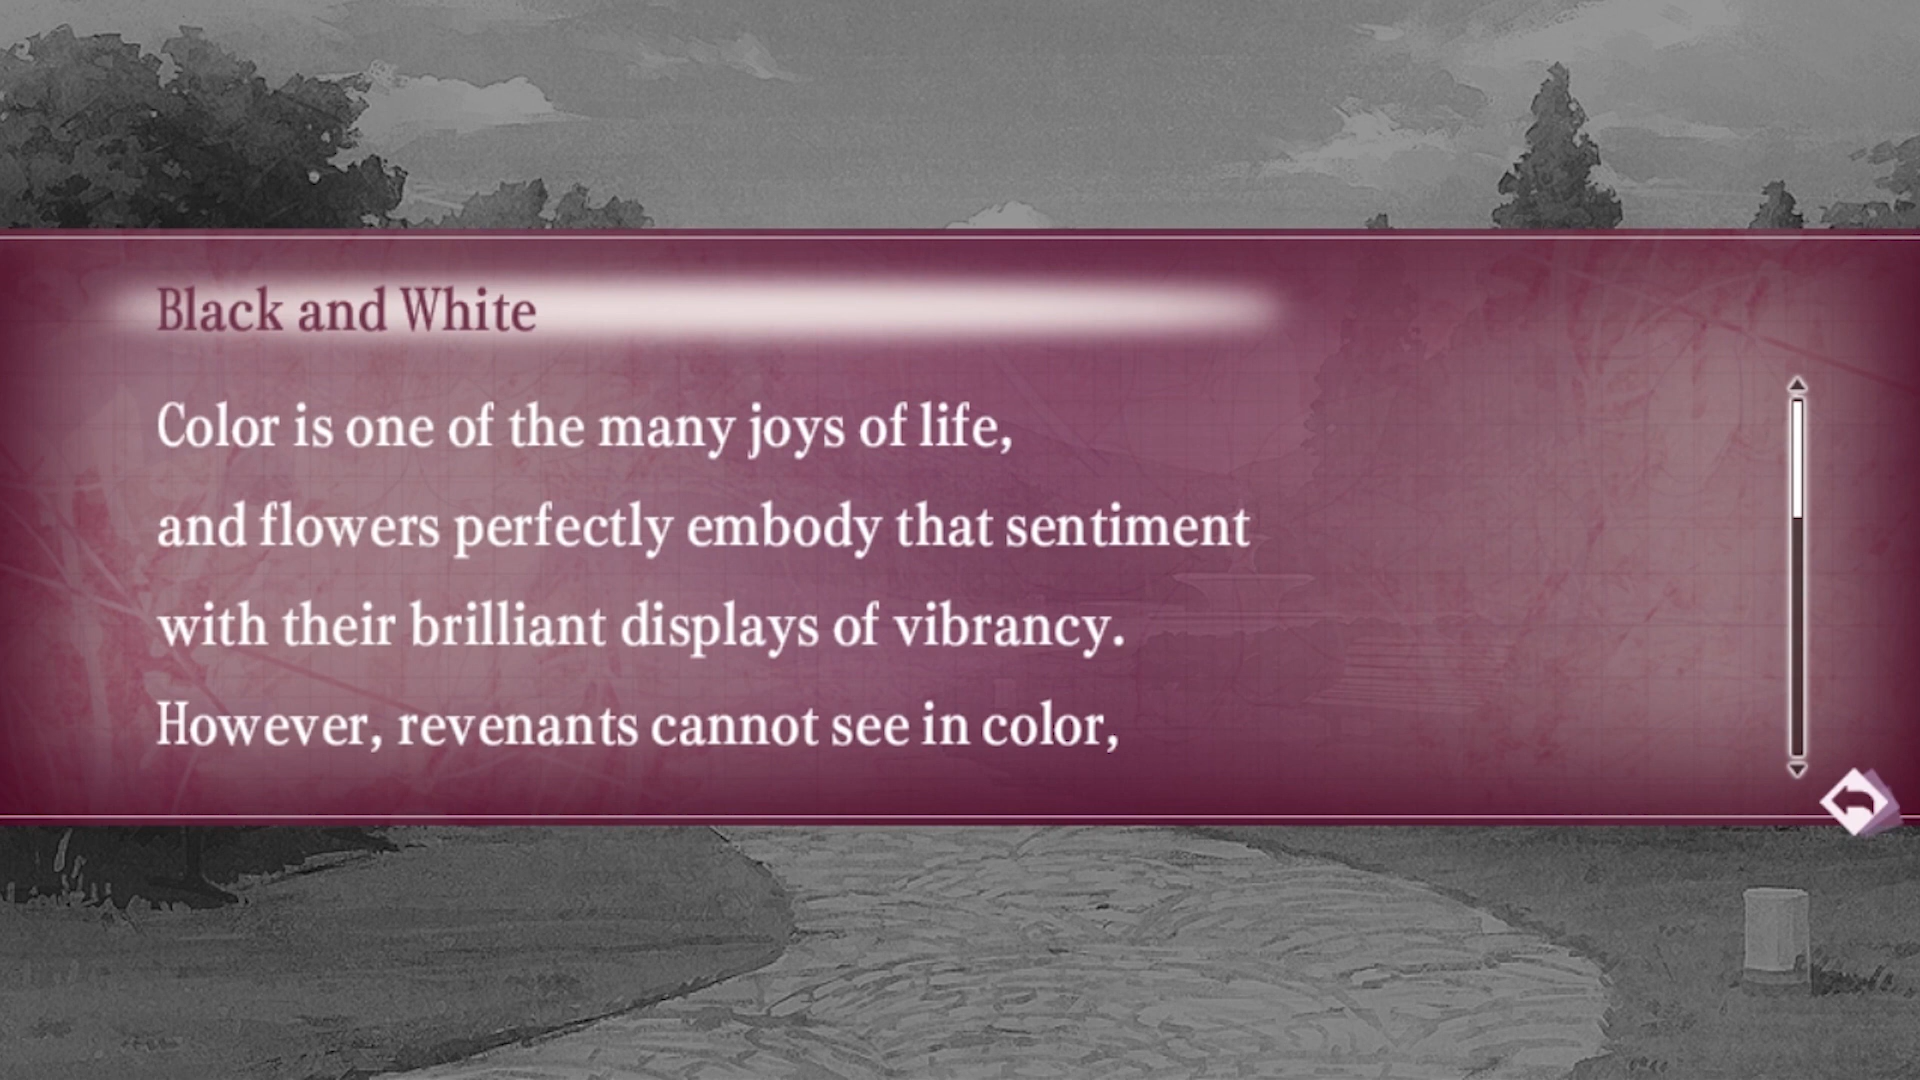 Black and White
Color is one of the many joys of life,
and flowers perfectly embody that sentiment
with their brilliant displays of vibrancy.
However, revenants cannot see in color,